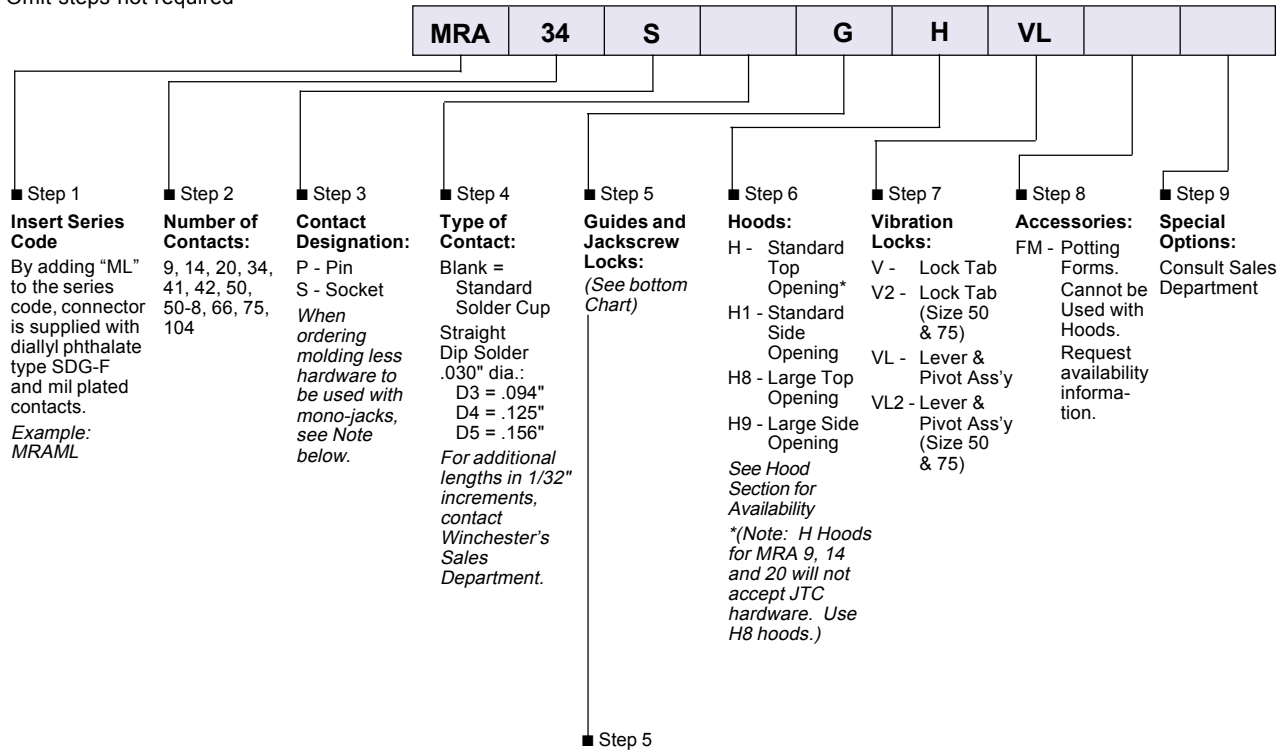 Omit steps not required
MRA 34 S G H VL
■ Step 1
Insert Series
Code
By adding “ML”
to the series
code, connector
is supplied with
diallyl phthalate
type SDG-F
and mil plated
contacts.
Example:
MRAML
■ Step 2
Number of
Contacts:
9, 14, 20, 34,
41, 42, 50,
50-8, 66, 75,
104
■ Step 3
Contact
Designation:
P - Pin
S - Socket
When
ordering
molding less
hardware to
be used with
mono-jacks,
see Note
below.
■ Step 4
Type of
Contact:
Blank =
Standard
Solder Cup
Straight
Dip Solder
.030" dia.:
D3 = .094"
D4 = .125"
D5 = .156"
For additional
lengths in 1/32"
increments,
contact
Winchester’s
Sales
Department.
■ Step 5
Guides and
Jackscrew
Locks:
(See bottom
Chart)
■ Step 6
Hoods:
H - Standard
Top
Opening*
H1 - Standard
Side
Opening
H8 - Large Top
Opening
H9 - Large Side
Opening
See Hood
Section for
Availability
*(Note: H Hoods
for MRA 9, 14
and 20 will not
accept JTC
hardware. Use
H8 hoods.)
■ Step 7
Vibration
Locks:
V - Lock Tab
V2 - Lock Tab
(Size 50
& 75)
VL - Lever &
Pivot Ass’y
VL2 - Lever &
Pivot Ass’y
(Size 50
& 75)
■ Step 8
Accessories:
FM - Potting
Forms.
Cannot be
Used with
Hoods.
Request
availability
informa-
tion.
■ Step 9
Special
Options:
Consult Sales
Department
■ Step 5